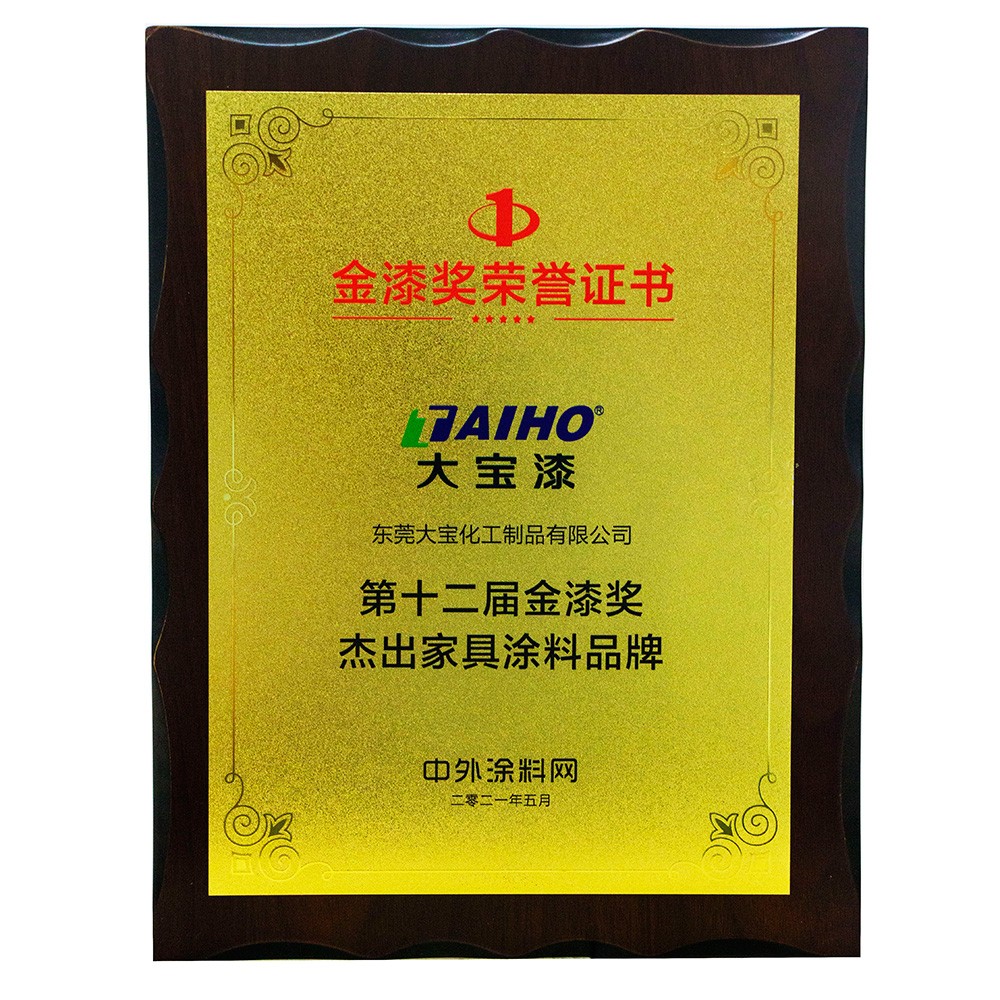 1
金漆奖荣誉证书
TAIHO®
大宝漆
东莞大宝化工制品有限公司
第十二届金漆奖
杰出家具涂料品牌
中外涂料网
二零二一年五月